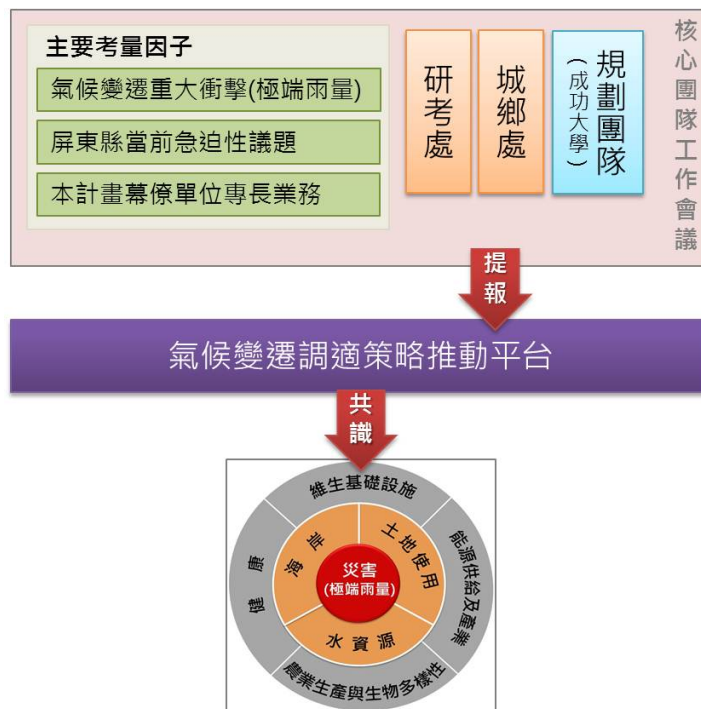 主要考量因子
氣候變遷重大衝擊(極端雨量)
屏東縣當前急迫性議題
本計畫幕僚單位專長業務
研考處
城鄉處
規劃團隊
(成功大學)
核心團隊工作會議
提報
氣候變遷調適策略推動平台
共識
維生基礎設施
能源供給及產業
農業生產與生物多樣性
健康
海岸
土地使用
水資源
災害
(極端雨量)